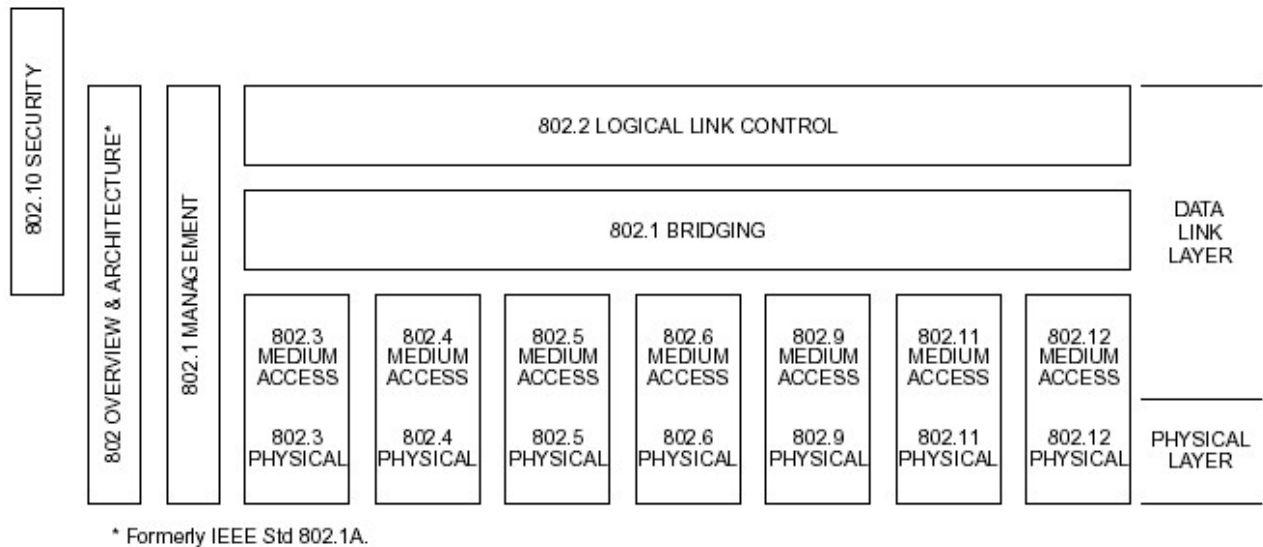 802.10 SECURITY
802 OVERVIEW & ARCHITECTURE*
802.1 MANAGEMENT
802.2 LOGICAL LINK CONTROL
802.1 BRIDGING
DATA
LINK
LAYER
802.3
MEDIUM
ACCESS
802.3
PHYSICAL
802.4
MEDIUM
ACCESS
802.4
PHYSICAL
802.5
MEDIUM
ACCESS
802.5
PHYSICAL
802.6
MEDIUM
ACCESS
802.6
PHYSICAL
802.9
MEDIUM
ACCESS
802.9
PHYSICAL
802.11
MEDIUM
ACCESS
802.11
PHYSICAL
802.12
MEDIUM
ACCESS
802.12
PHYSICAL
PHYSICAL
LAYER
* Formerly IEEE Std 802.1A.